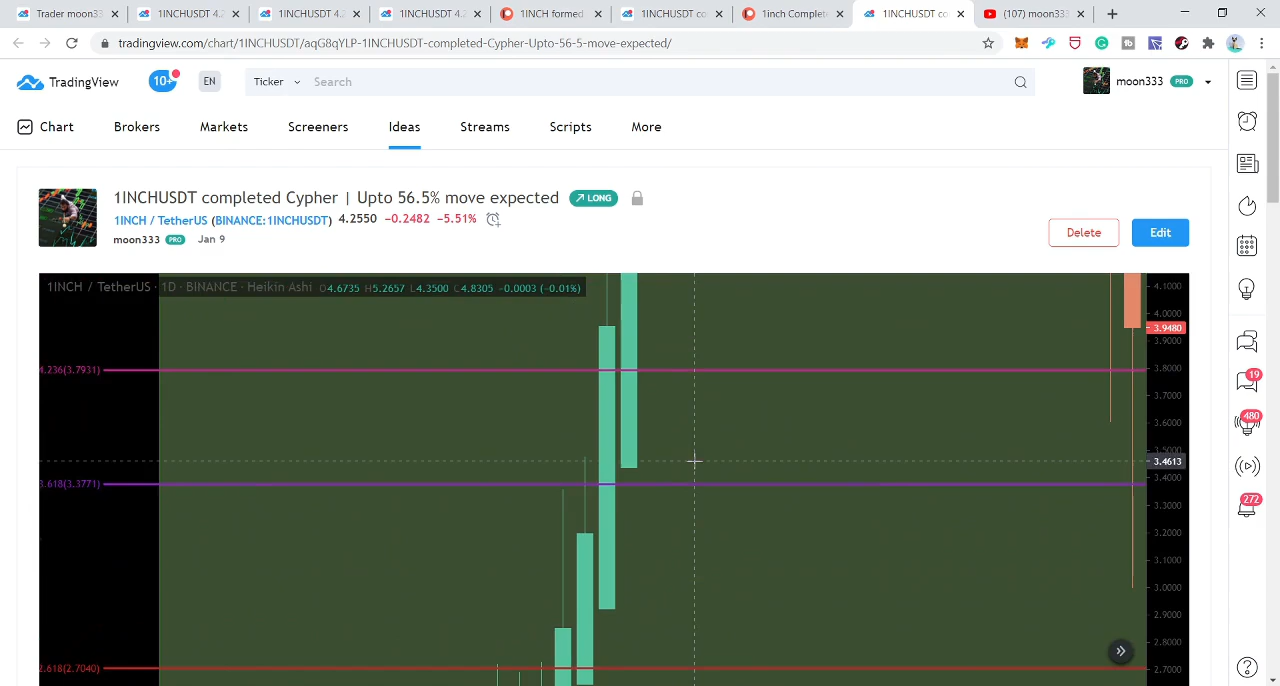 Trader moon33
1INCHUSDT 4.2
1INCHUSDT 4.2
1INCHUSDT 4.2
1INCH formed
1INCHUSDT co
1inch Complete
1INCHUSDT co
(107) moon333
tradingview.com/chart/1INCHUSDT/aqG8qYLP-1INCHUSDT-completed-Cypher-Upto-56-5-move-expected/
TradingView
10+
EN
Ticker
Search
moon333 PRO
Chart
Brokers
Markets
Screeners
Ideas
Streams
Scripts
More
1INCHUSDT completed Cypher | Upto 56.5% move expected
LONG
1INCH / TetherUS (BINANCE:1INCHUSDT) 4.2550 −0.2482 −5.51%
moon333 PRO Jan 9
Delete
Edit
1INCH / TetherUS · 1D · BINANCE · Heikin Ashi O4.6735 H5.2657 L4.3500 C4.8305 -0.0003 (-0.01%)
4.1000
4.0000
3.9480
3.9000
4.236(3.7931)
3.8000
3.7000
3.6000
3.5000
3.4613
3.618(3.3771)
3.4000
3.3000
3.2000
3.1000
3.0000
2.9000
2.8000
2.618(2.7040)
2.7000
19
480
272